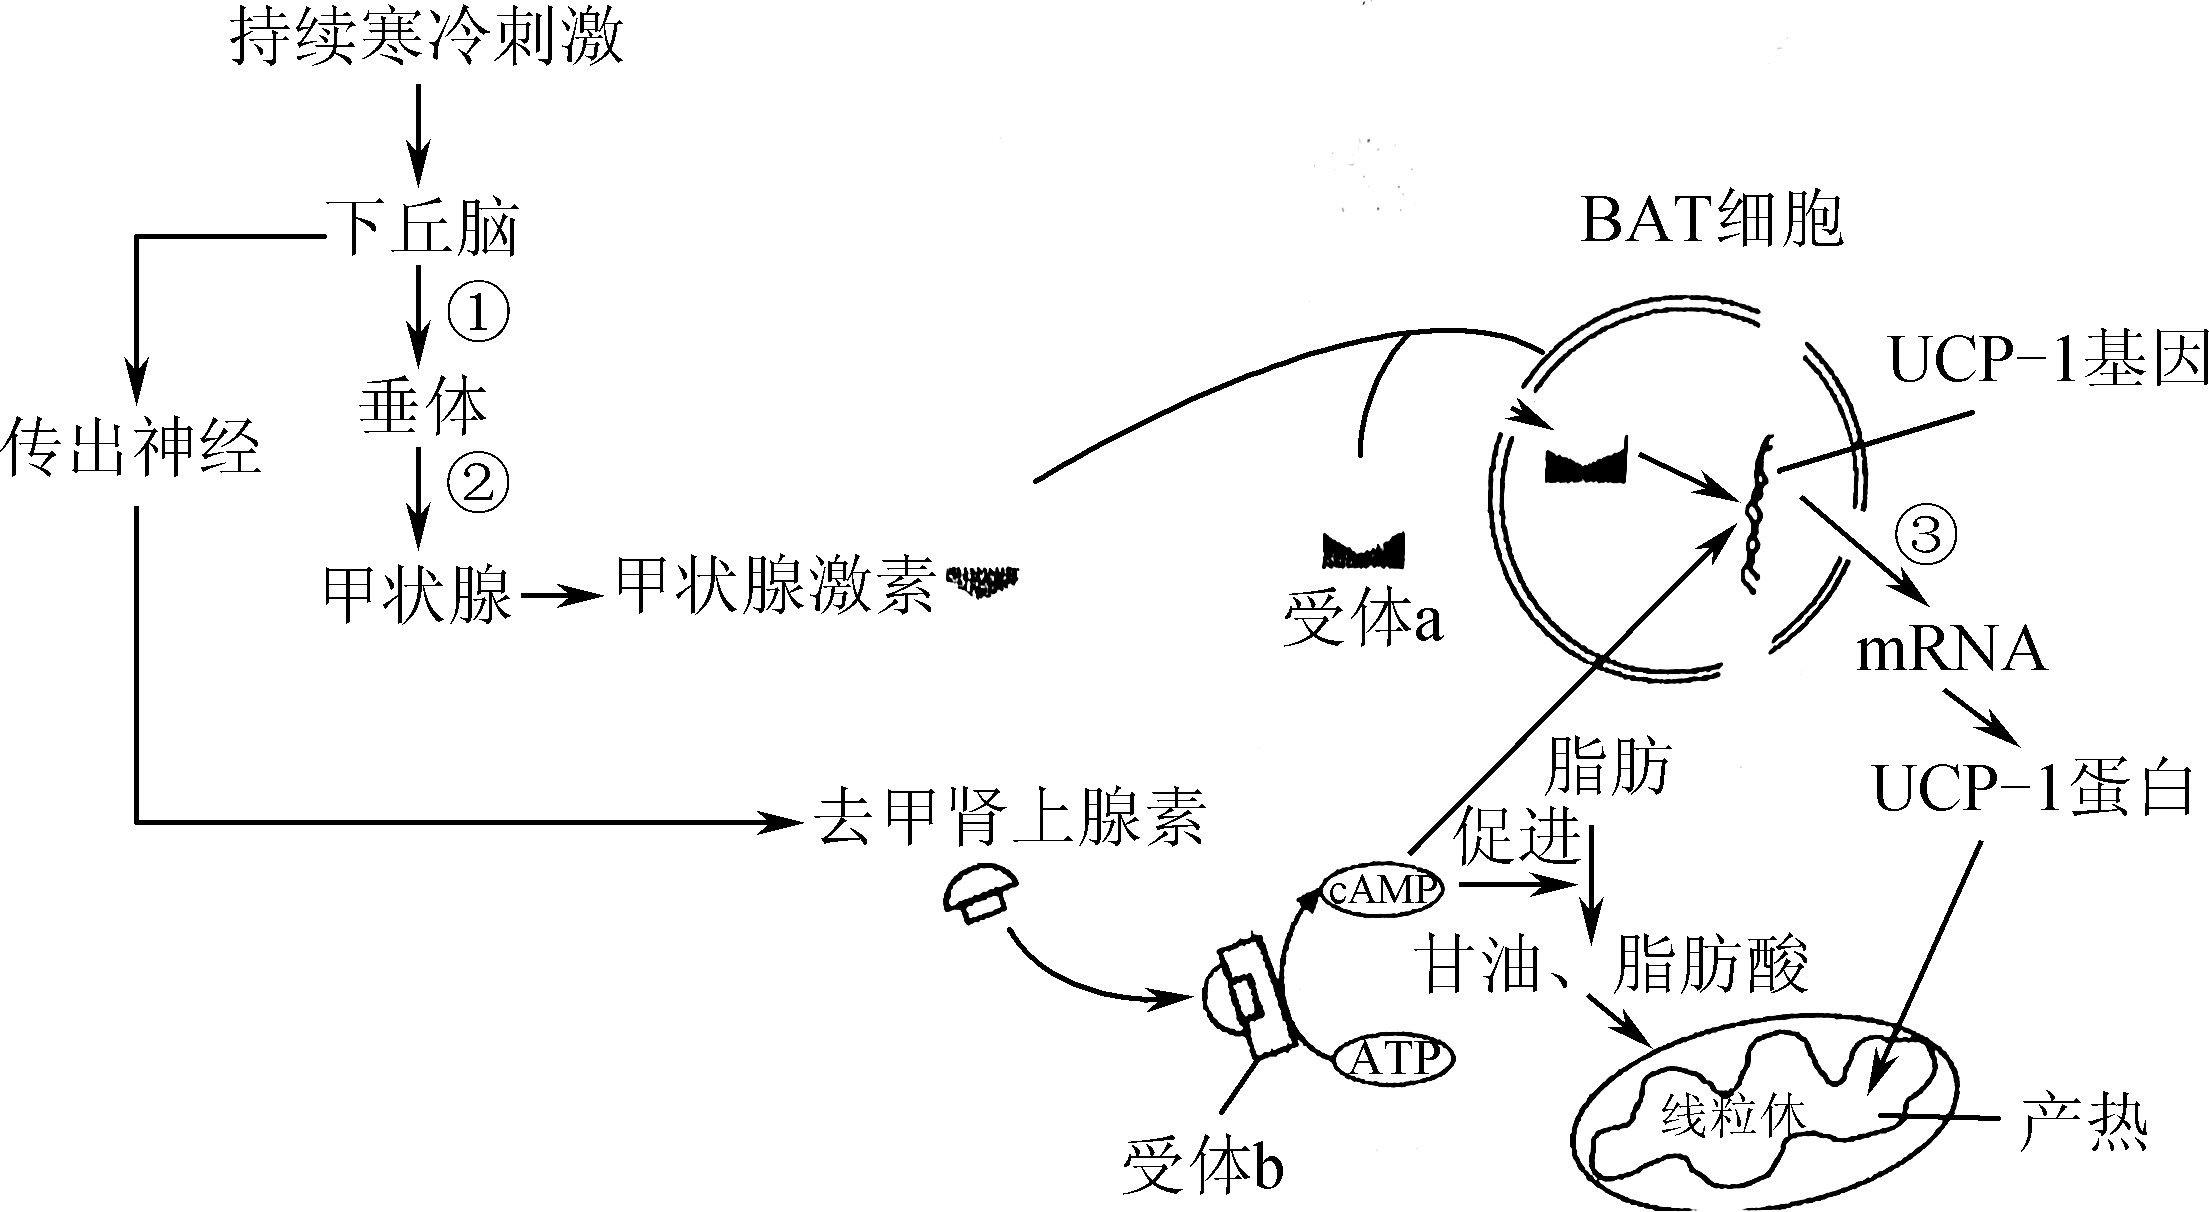 持续寒冷刺激
下丘脑
BAT细胞
①
UCP-1基因
垂体
传出神经
②
③
甲状腺
甲状腺激素
受体a
mRNA
脂肪
UCP-1蛋白
去甲肾上腺素
促进
cAMP
甘油、脂肪酸
ATP
线粒休
产热
受体b